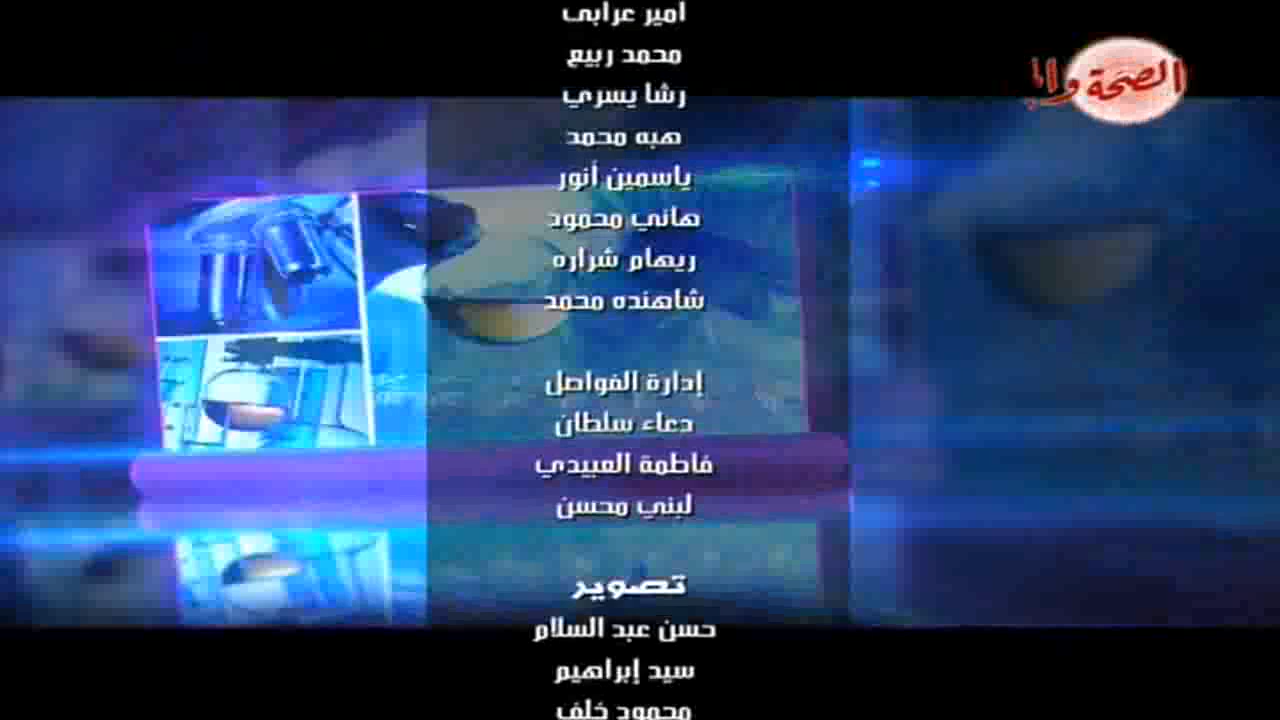 امير عرابى
محمد ربيع
رشا يسري
هبه محمد
ياسمين أنور
هاني محمود
ريهام شراره
شاهنده محمد
إدارة الفواصل
دعاء سلطان
فاطمة العبيدي
لبني محسن
تصوير
حسن عبد السلام
سيد إبراهيم
محمود خلف
الصحة